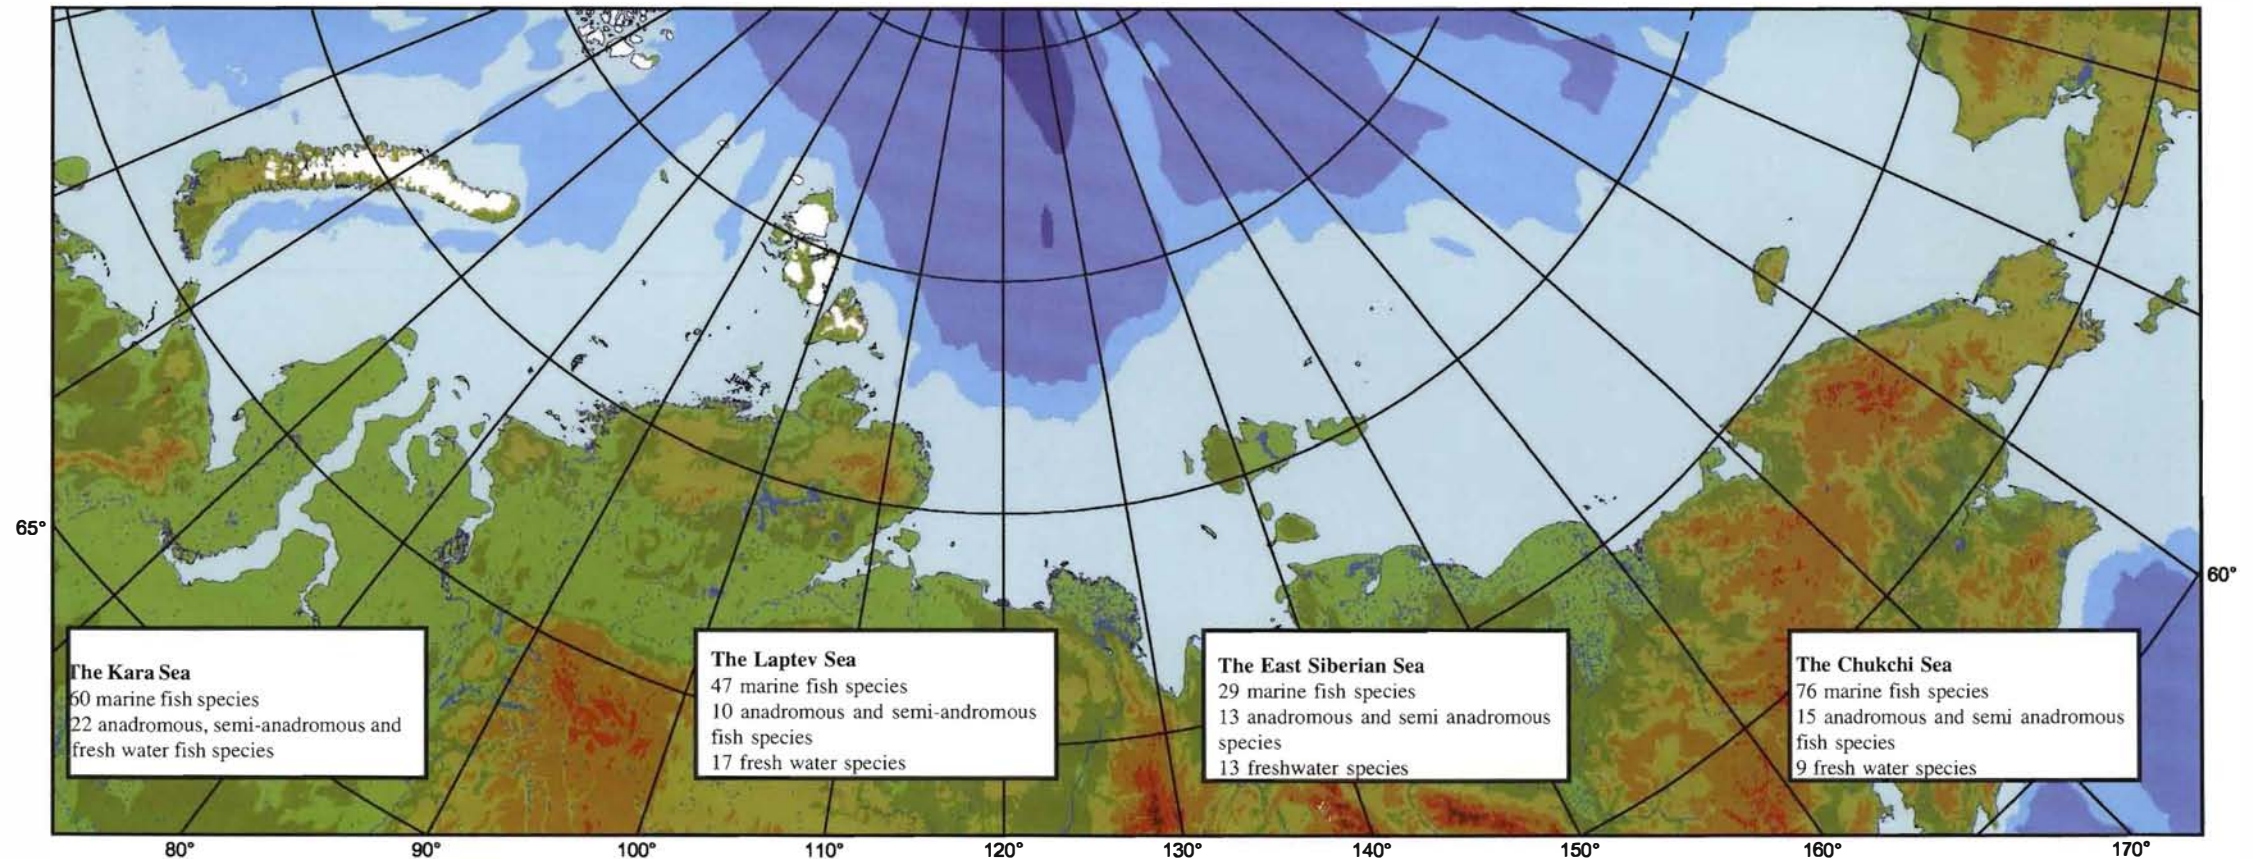 The Kara Sea
60 marine fish species
22 anadromous, semi-anadromous and
fresh water fish species
The Laptev Sea
47 marine fish species
10 anadromous and semi-andromous
fish species
17 fresh water species
The East Siberian Sea
29 marine fish species
13 anadromous and semi anadromous
species
13 freshwater species
The Chukchi Sea
76 marine fish species
15 anadromous and semi anadromous
fish species
9 fresh water species
65°
60°
80° 90° 100° 110° 120° 130° 140° 150° 160° 170°